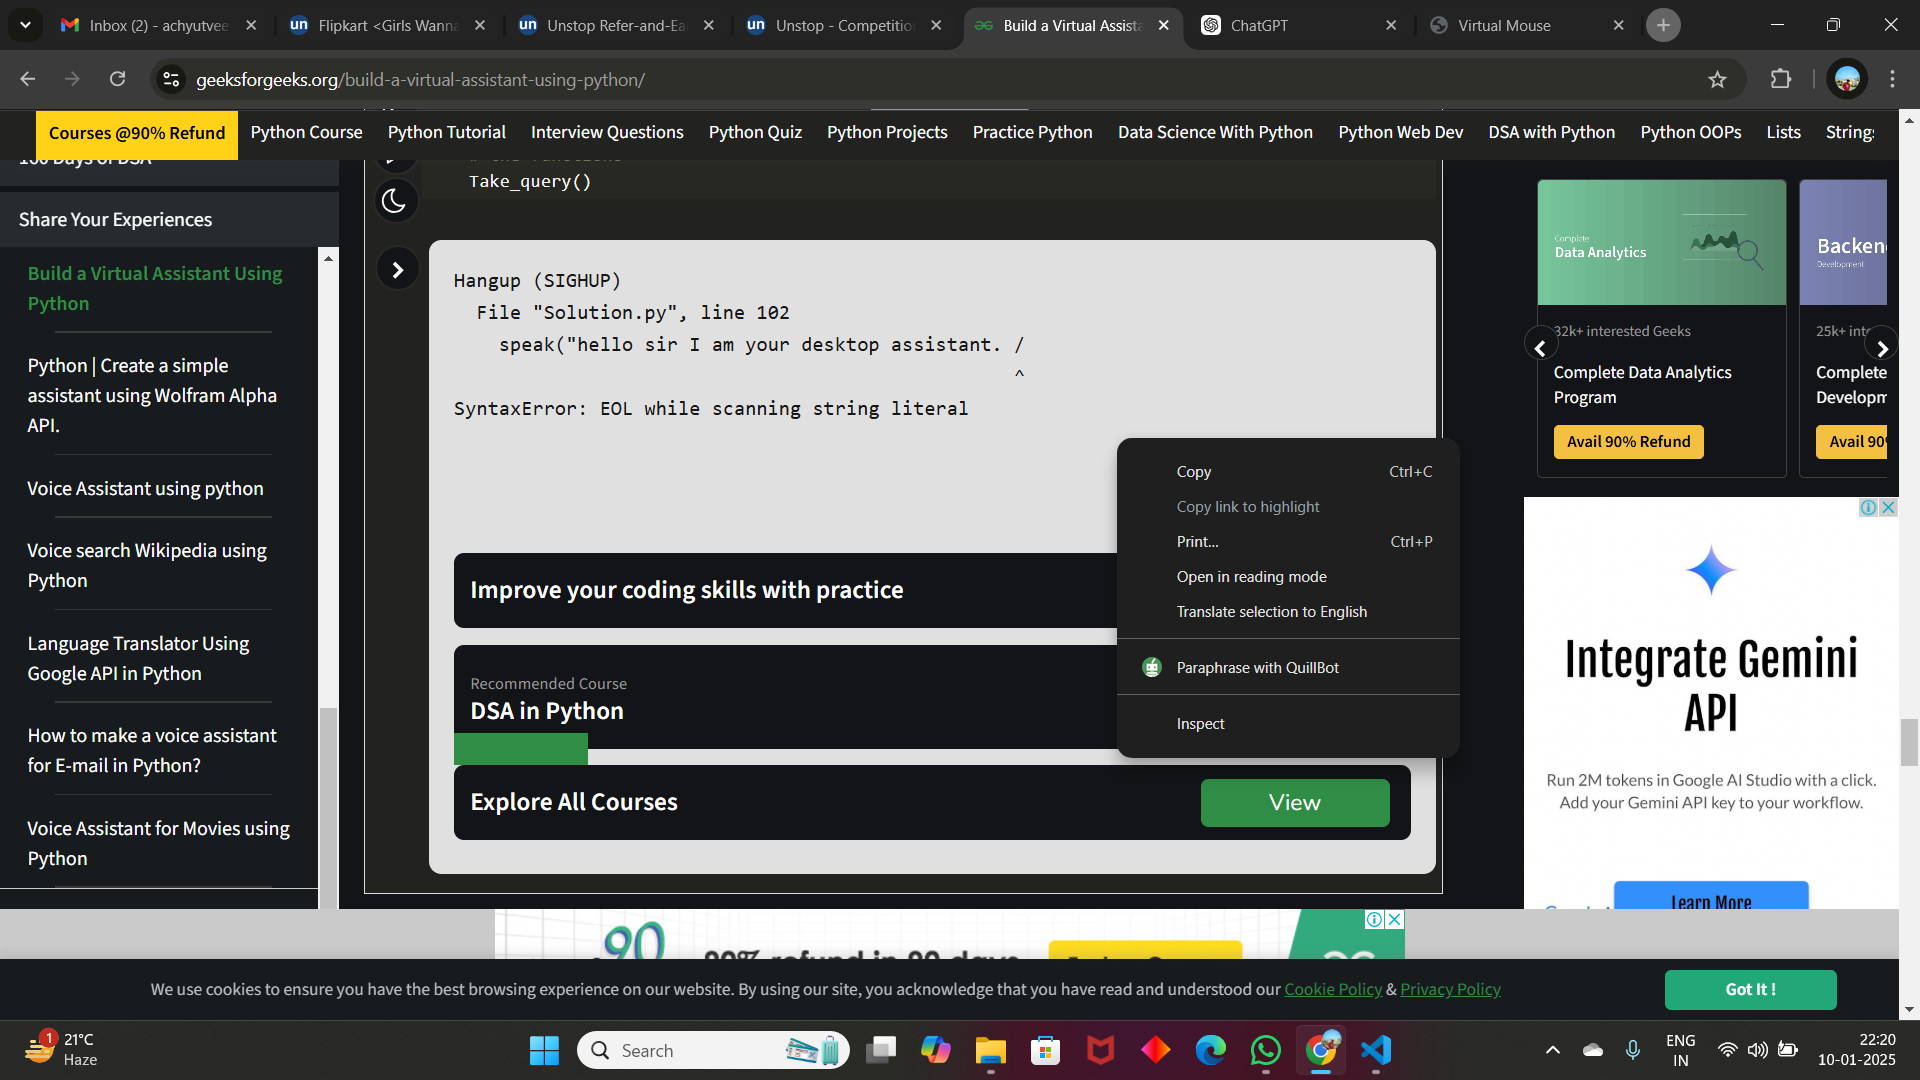 Inbox (2) - achyutvee
Flipkart <Girls Wanna
Unstop Refer-and-Ea
Unstop - Competitio
Build a Virtual Assista
ChatGPT
Virtual Mouse
geeksforgeeks.org/build-a-virtual-assistant-using-python/
Courses @90% Refund
Python Course
Python Tutorial
Interview Questions
Python Quiz
Python Projects
Practice Python
Data Science With Python
Python Web Dev
DSA with Python
Python OOPs
Lists
Strings
Share Your Experiences
Build a Virtual Assistant Using
Python
Python | Create a simple
assistant using Wolfram Alpha
API.
Voice Assistant using python
Voice search Wikipedia using
Python
Language Translator Using
Google API in Python
How to make a voice assistant
for E-mail in Python?
Voice Assistant for Movies using
Python
Take_query()
Hangup (SIGHUP)
File "Solution.py", line 102
speak("hello sir I am your desktop assistant. /
^
SyntaxError: EOL while scanning string literal
Improve your coding skills with practice
Recommended Course
DSA in Python
Explore All Courses
View
Copy Ctrl+C
Copy link to highlight
Print... Ctrl+P
Open in reading mode
Translate selection to English
Paraphrase with QuillBot
Inspect
Complete
Data Analytics
32k+ interested Geeks
Complete Data Analytics
Program
Avail 90% Refund
Backen
Development
25k+ inte
Complete
Developm
Avail 90%
Integrate Gemini
API
Run 2M tokens in Google AI Studio with a click.
Add your Gemini API key to your workflow.
Learn More
90
90% refund in 90 days
We use cookies to ensure you have the best browsing experience on our website. By using our site, you acknowledge that you have read and understood our Cookie Policy & Privacy Policy
Got It !
1
21°C
Haze
Search
ENG
IN
22:20
10-01-2025